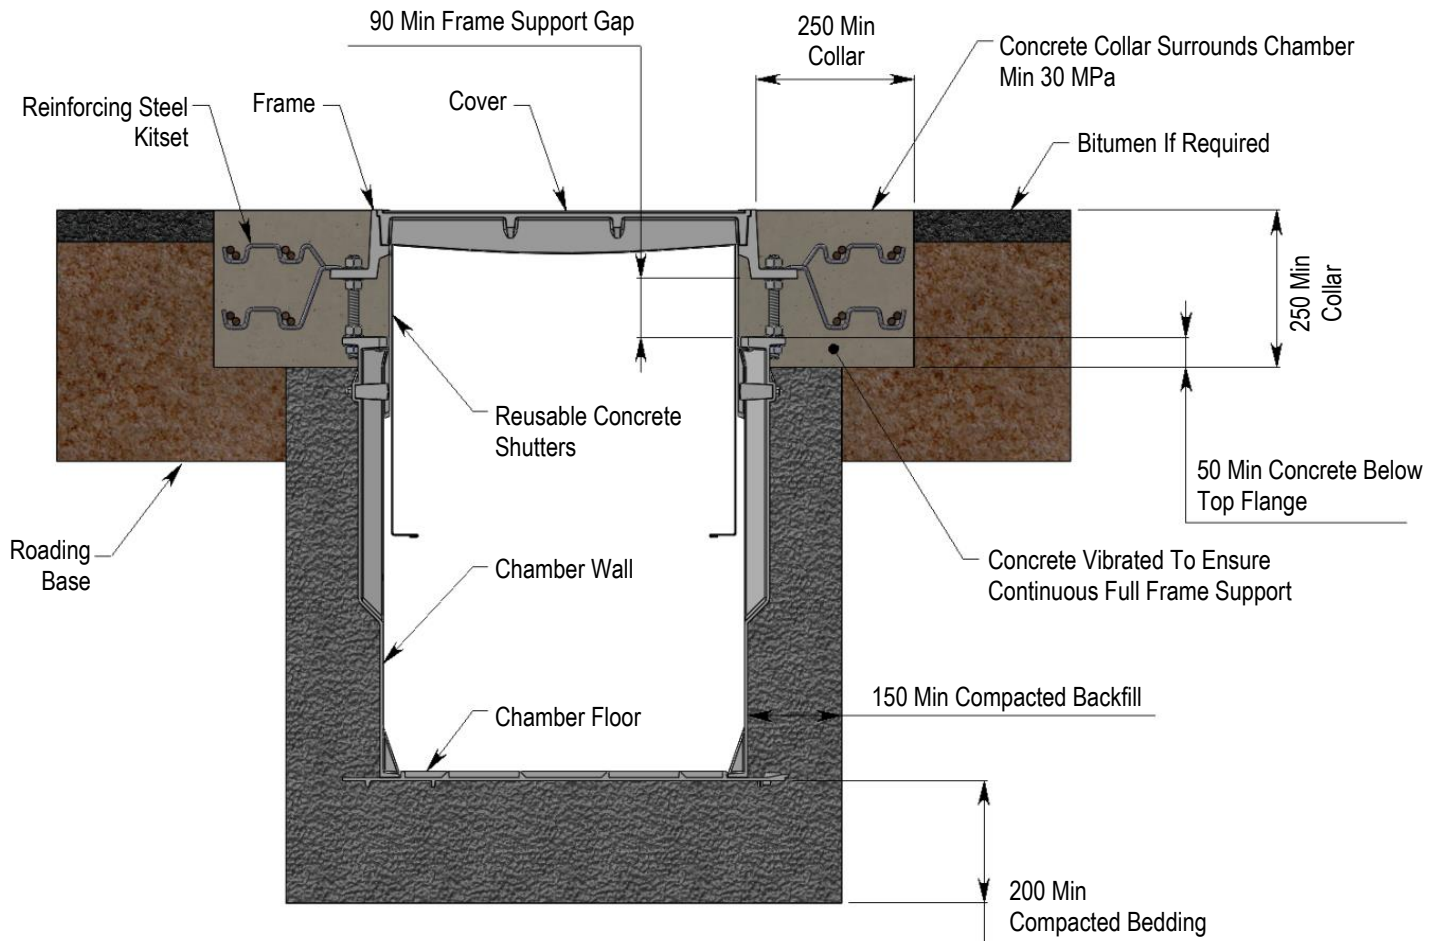 90 Min Frame Support Gap
250 Min
Collar
Concrete Collar Surrounds Chamber
Min 30 MPa
Reinforcing Steel
Kitset
Frame
Cover
Bitumen If Required
250 Min
Collar
Reusable Concrete
Shutters
50 Min Concrete Below
Top Flange
Roading
Base
Chamber Wall
Concrete Vibrated To Ensure
Continuous Full Frame Support
150 Min Compacted Backfill
Chamber Floor
200 Min
Compacted Bedding